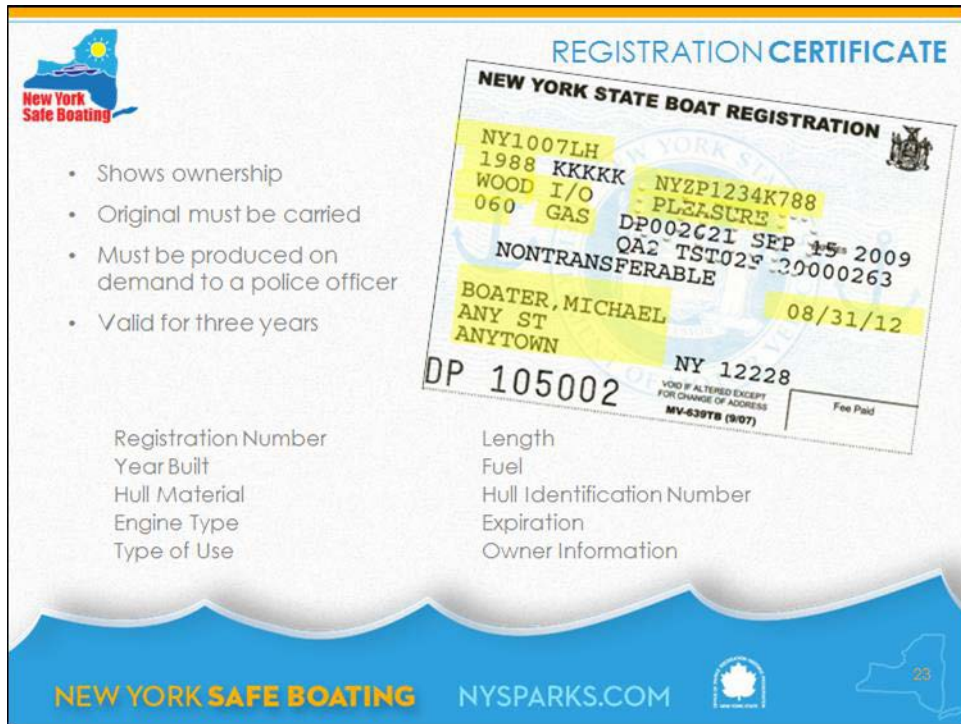 New York
Safe Boating
REGISTRATION CERTIFICATE
NEW YORK STATE BOAT REGISTRATION
NY1007LH
1988 KKKKK NYZP1234K788
WOOD I/O PLEASURE
060 GAS DP002621 SEP 15 2009
QA2 TST02S 30000263
NONTRANSFERABLE
BOATER, MICHAEL 08/31/12
ANY ST
ANYTOWN NY 12228
DP 105002
VOID IF ALTERED EXCEPT
FOR CHANGE OF ADDRESS
MV-639TB (9/07)
Fee Paid
• Shows ownership
• Original must be carried
• Must be produced on
demand to a police officer
• Valid for three years
Registration Number
Year Built
Hull Material
Engine Type
Type of Use
Length
Fuel
Hull Identification Number
Expiration
Owner Information
NEW YORK SAFE BOATING NYSPARKS.COM
23